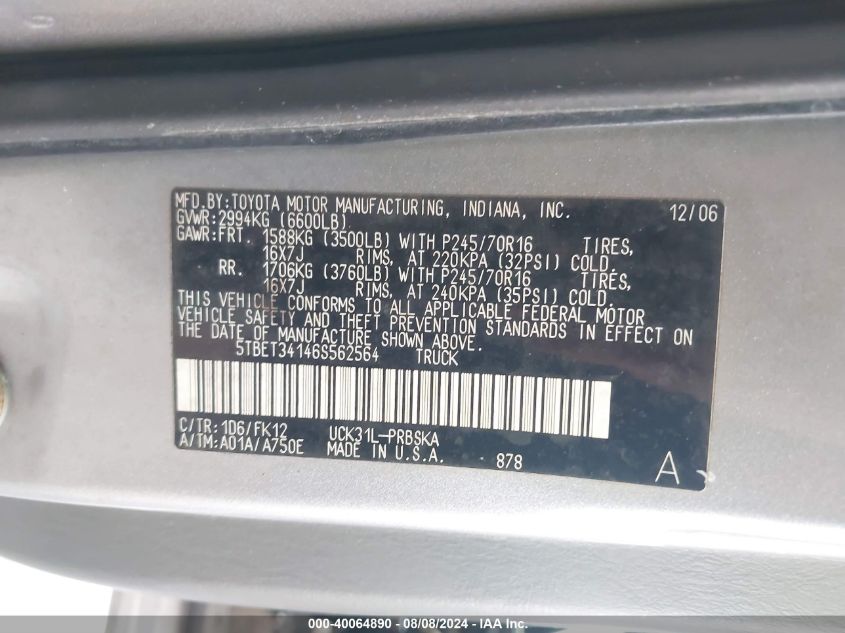 MFD.BY:TOYOTA MOTOR MANUFACTURING, INDIANA, INC. 12/06
GVWR:2994KG (6600LB)
GAWR:FRT. 1588KG (3500LB) WITH P245/70R16 TIRES,
16X7J RIMS, AT 220KPA (32PSI) COLD.
RR. 1706KG (3760LB) WITH P245/70R16 TIRES,
16X7J RIMS, AT 240KPA (35PSI) COLD.
THIS VEHICLE CONFORMS TO ALL APPLICABLE FEDERAL MOTOR
VEHICLE SAFETY AND THEFT PREVENTION STANDARDS IN EFFECT ON
THE DATE OF MANUFACTURE SHOWN ABOVE.
5TBET34146S562564 TRUCK
C/TR:1D6/FK12 UCK31L-PRBSKA
A/TM:A01A/A750E MADE IN U.S.A. 878 A
000-40064890 - 08/08/2024 - IAA Inc.